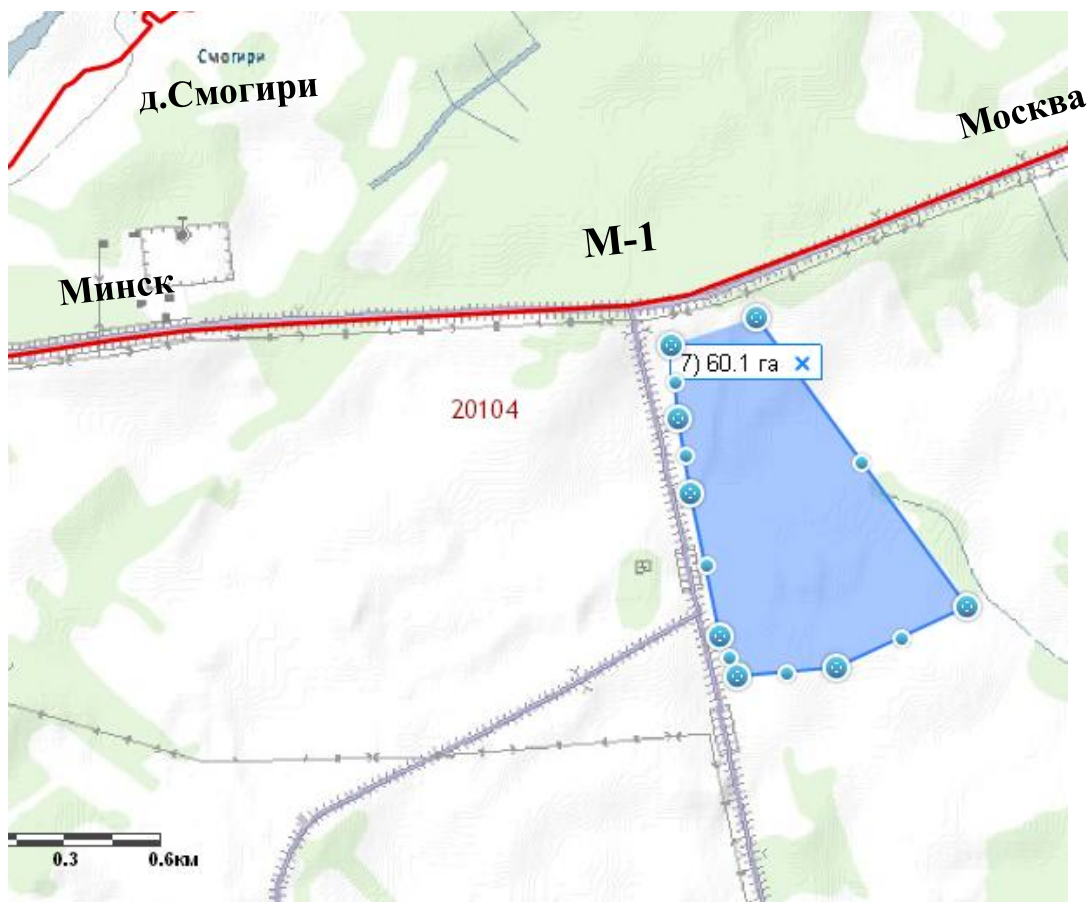 Смогири
д.Смогири
Москва
М-1
Минск
7) 60.1 га ×
20104
0.3 0.6км